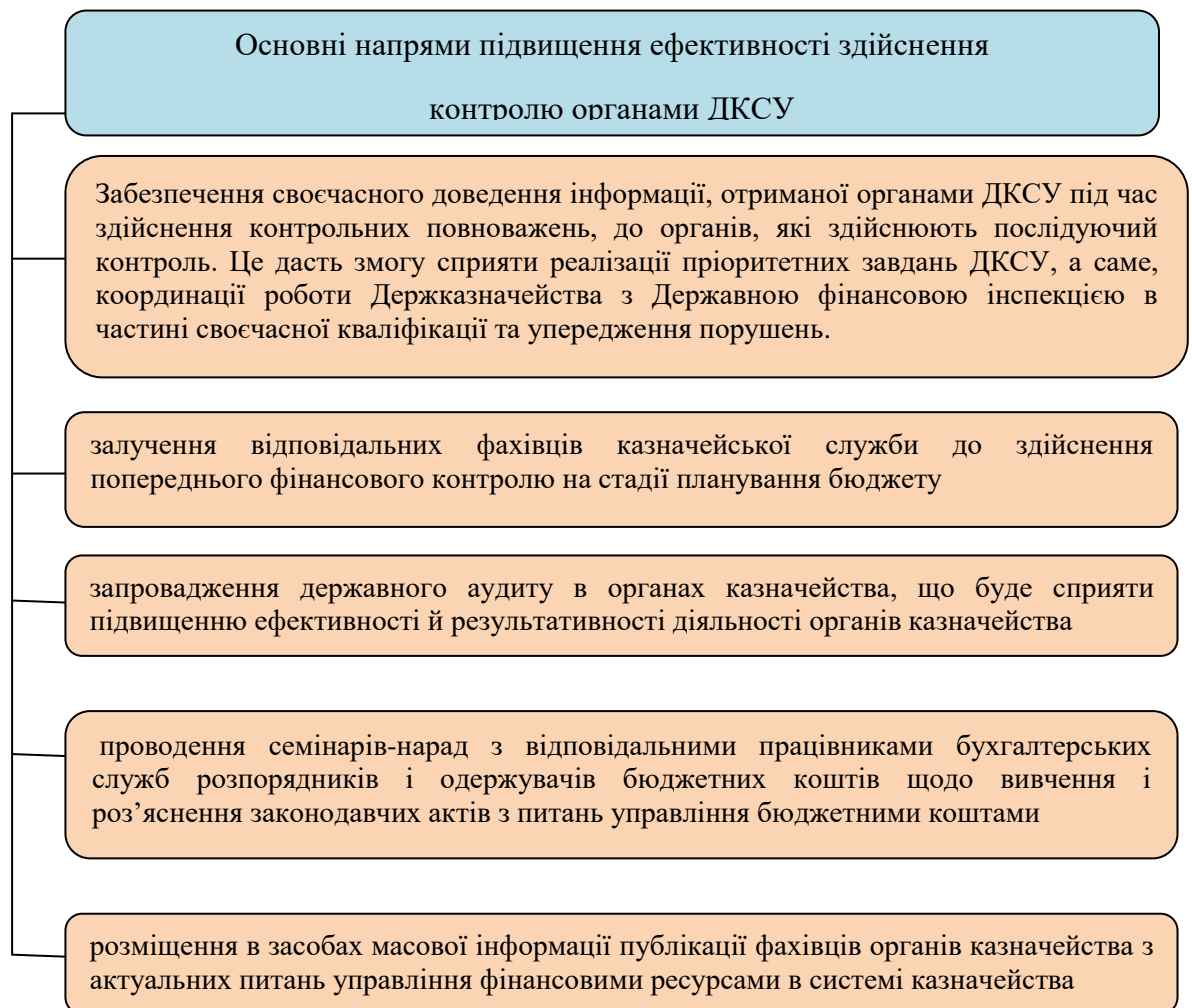 Основні напрями підвищення ефективності здійснення
контролю органами ДКСУ
Забезпечення своєчасного доведення інформації, отриманої органами ДКСУ під час
здійснення контрольних повноважень, до органів, які здійснюють послідуючий
контроль. Це дасть змогу сприяти реалізації пріоритетних завдань ДКСУ, а саме,
координації роботи Держказначейства з Державною фінансовою інспекцією в
частині своєчасної кваліфікації та упередження порушень.
залучення відповідальних фахівців казначейської служби до здійснення
попереднього фінансового контролю на стадії планування бюджету
запровадження державного аудиту в органах казначейства, що буде сприяти
підвищенню ефективності й результативності діяльності органів казначейства
проводення семінарів-нарад з відповідальними працівниками бухгалтерських
служб розпорядників і одержувачів бюджетних коштів щодо вивчення і
роз’яснення законодавчих актів з питань управління бюджетними коштами
розміщення в засобах масової інформації публікації фахівців органів казначейства з
актуальних питань управління фінансовими ресурсами в системі казначейства